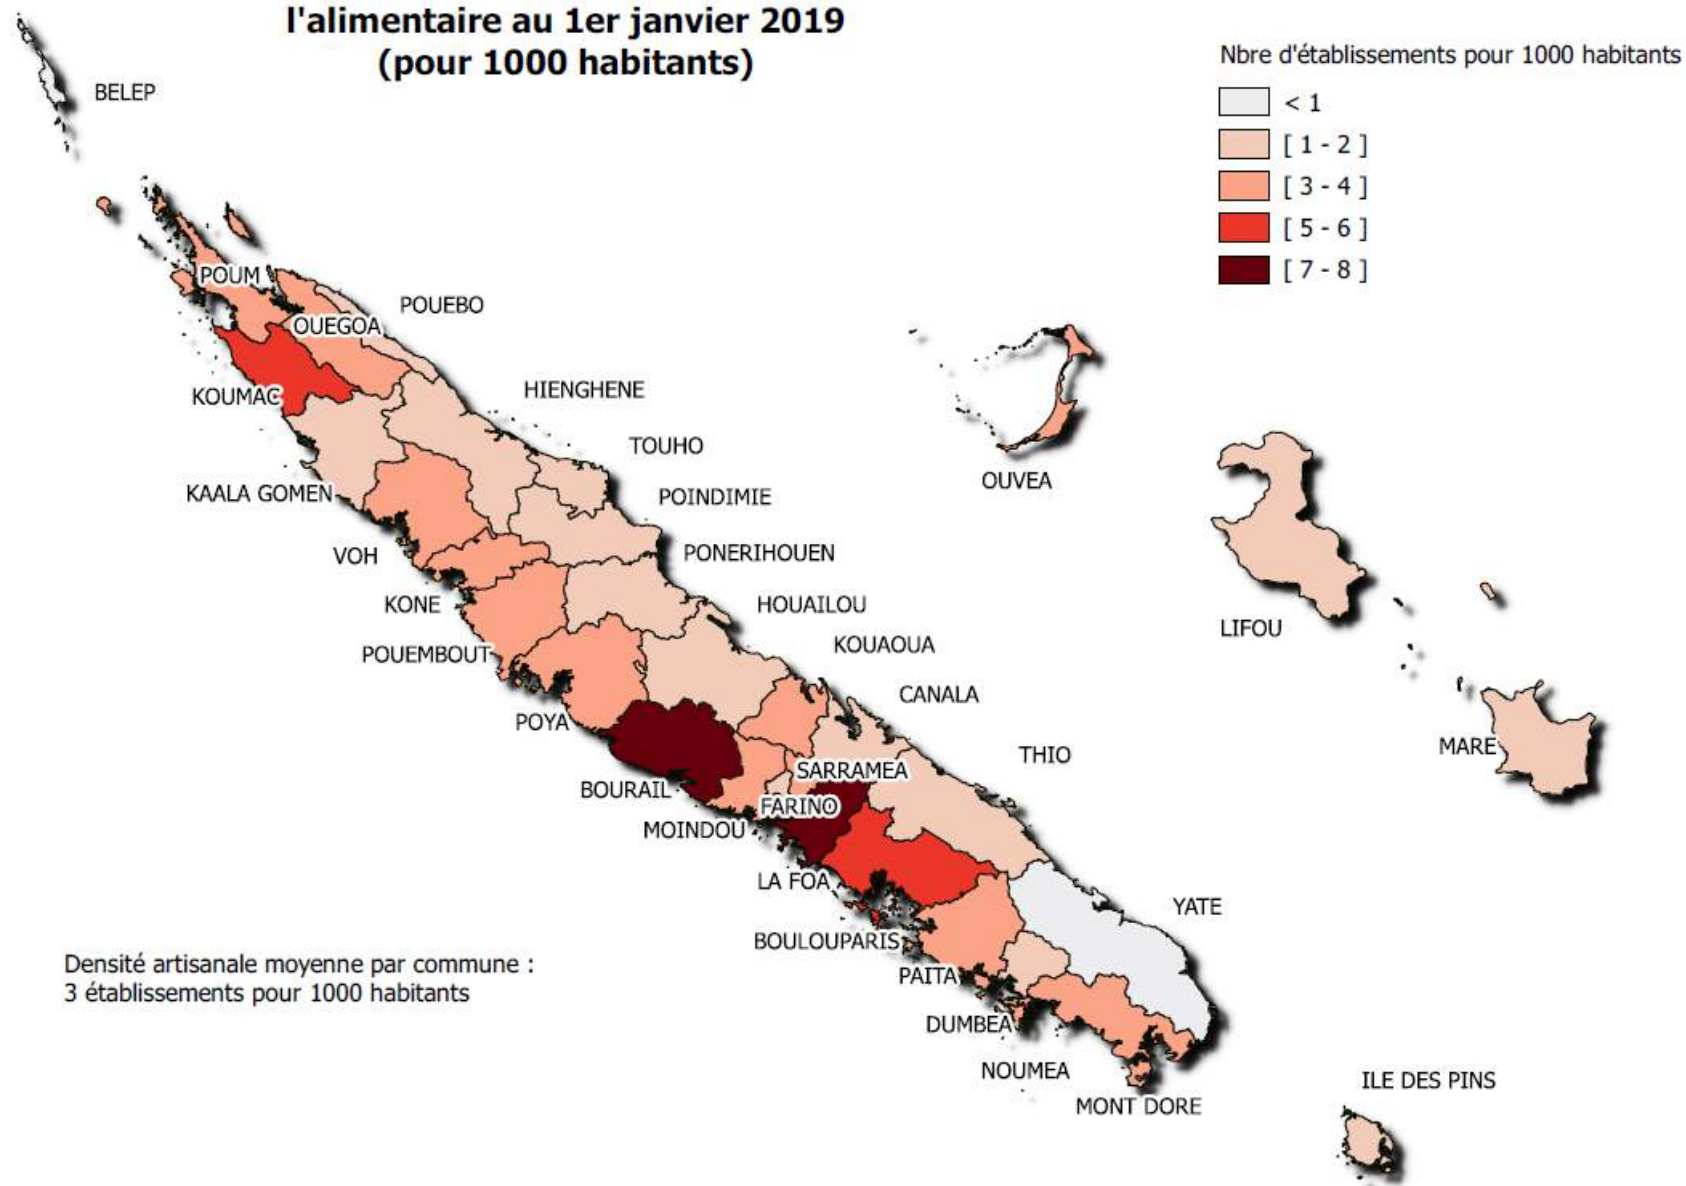 l'alimentaire au 1er janvier 2019
(pour 1000 habitants)
Nbre d'établissements pour 1000 habitants
< 1
[ 1 - 2 ]
[ 3 - 4 ]
[ 5 - 6 ]
[ 7 - 8 ]
BELEP
POUM
POUEBO
OUEGOA
KOUMAC
HIENGHENE
TOUHO
OUVEA
KAALA GOMEN
POINDIMIE
VOH
PONERIHOUEN
KONE
HOUAILOU
LIFOU
POUEMBOUT
KOUAOUA
CANALA
POYA
THIO
MARE
SARRAMEA
BOURAIL
FARINO
MOINDOU
LA FOA
YATE
BOULOUPARIS
PAITA
Densité artisanale moyenne par commune :
3 établissements pour 1000 habitants
DUMBEA
NOUMEA
ILE DES PINS
MONT DORE